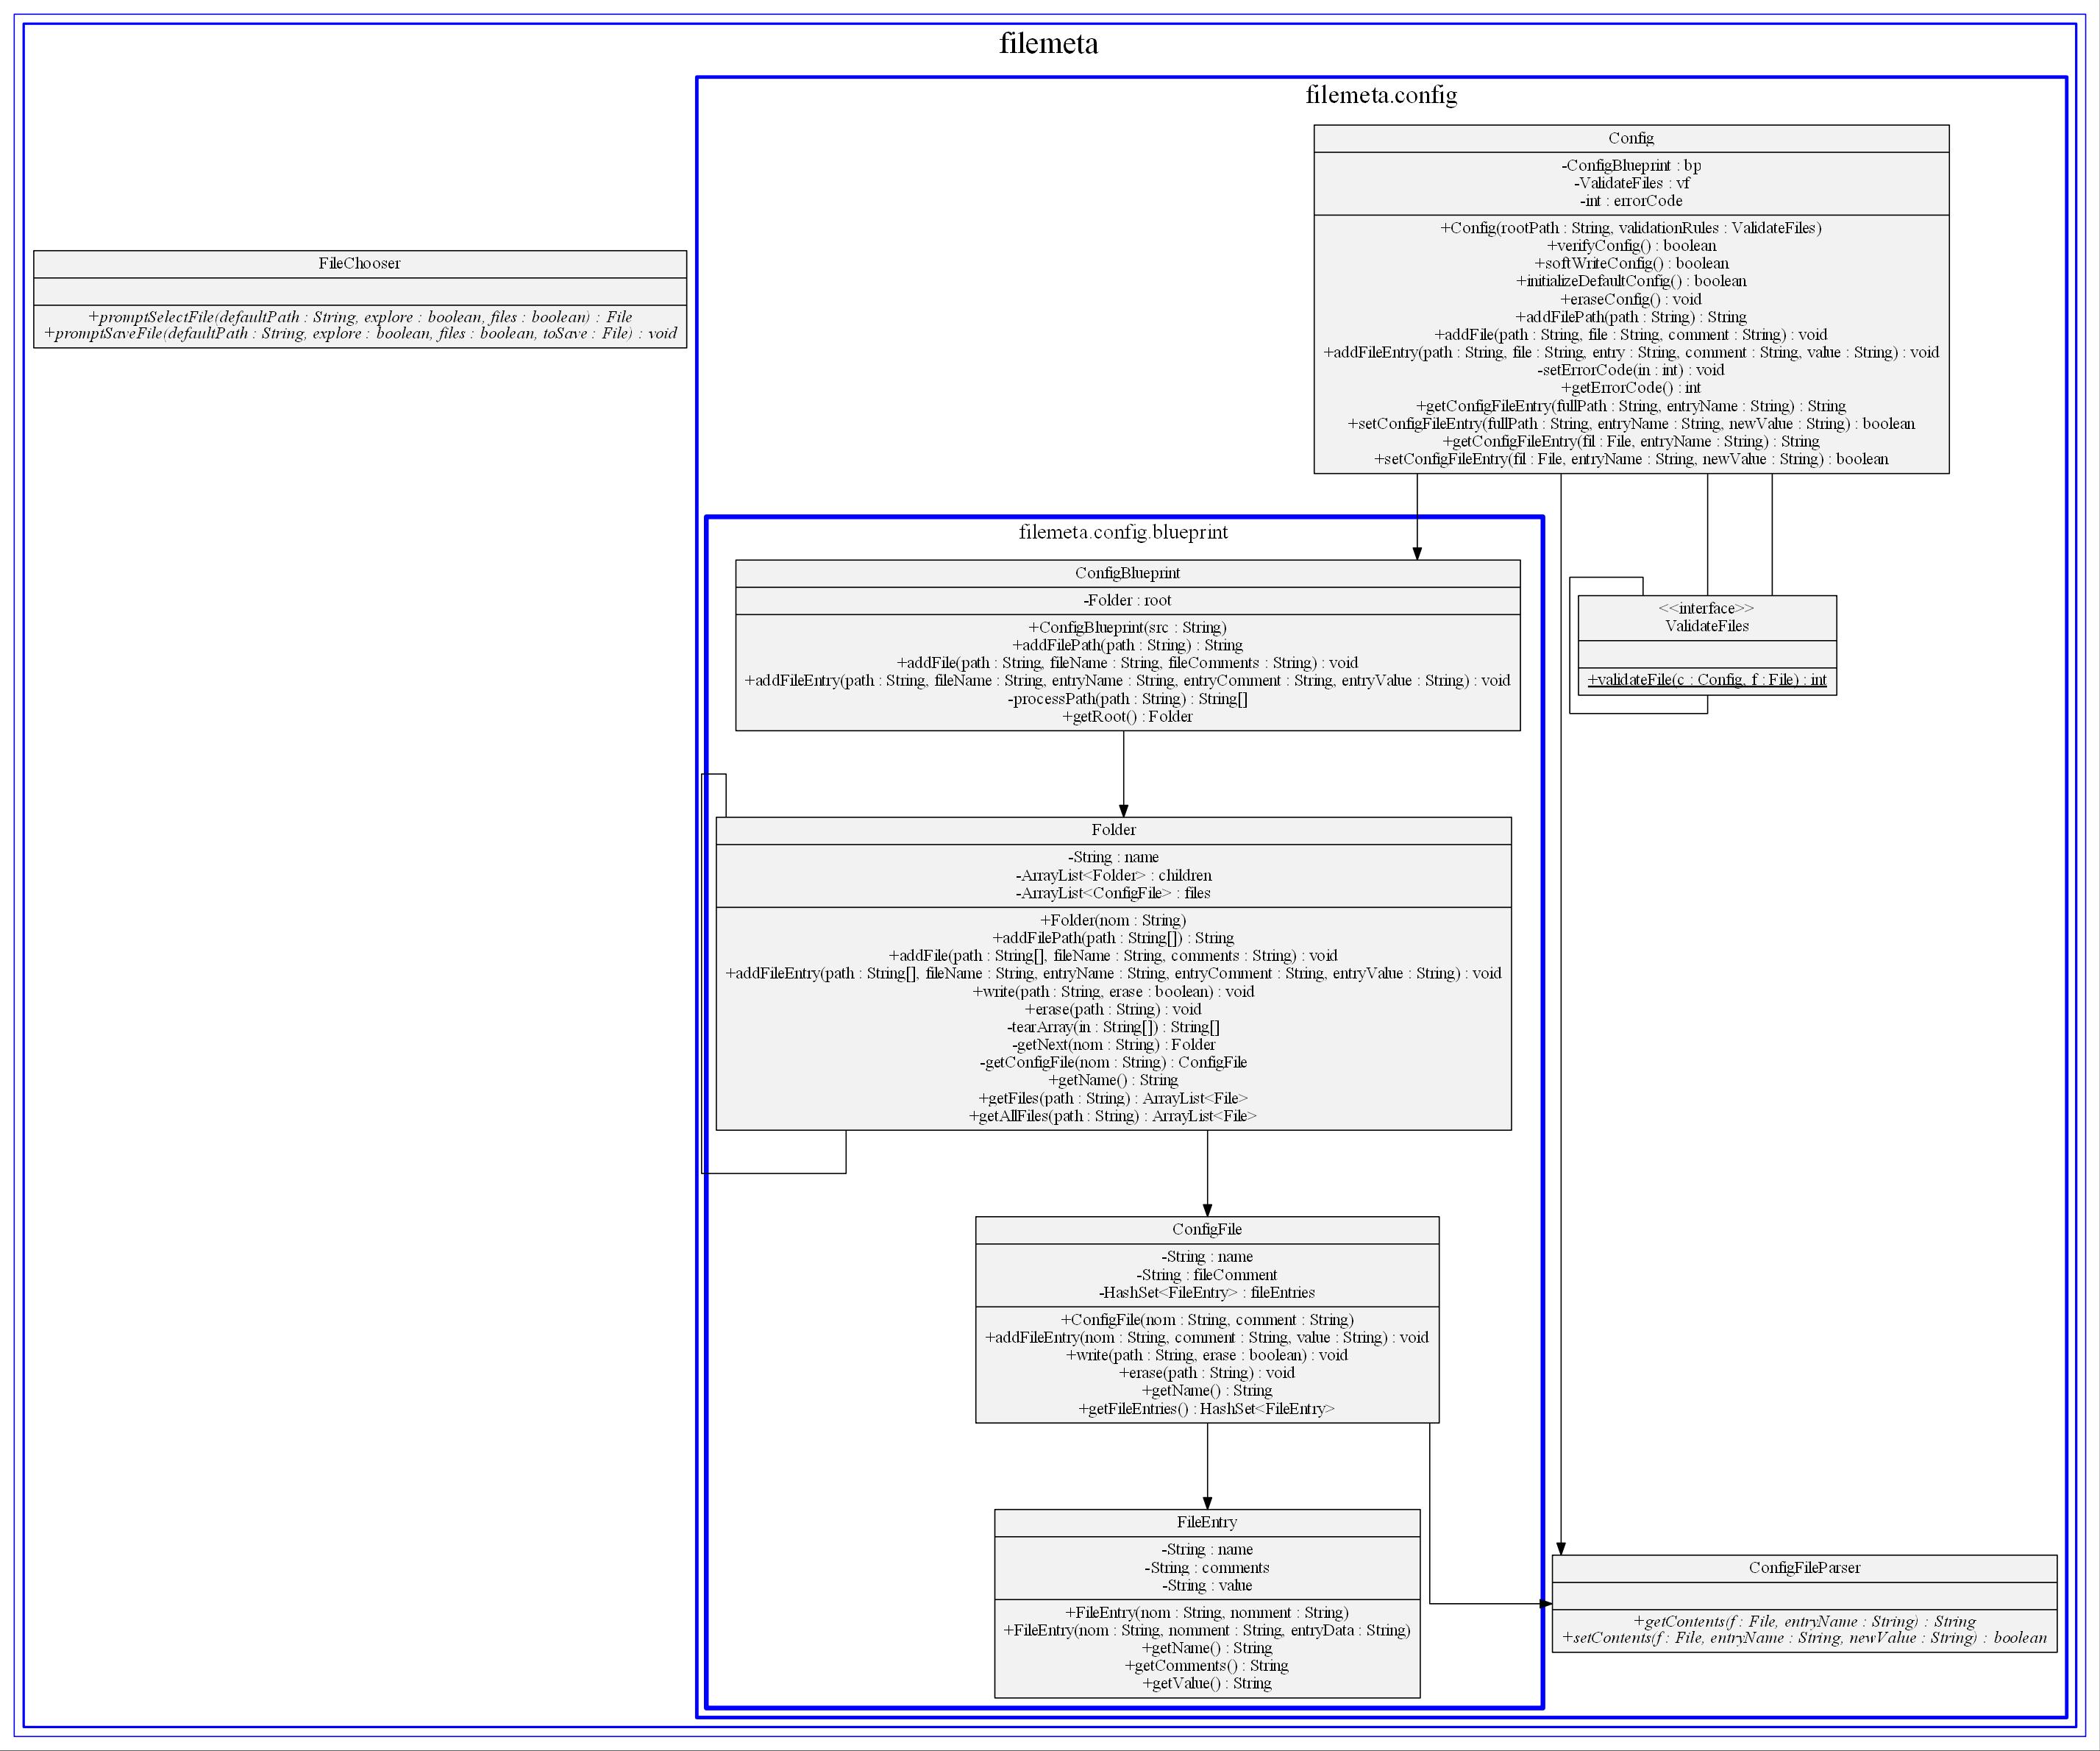 filemeta
filemeta.config
Config
-ConfigBlueprint : bp
-ValidateFiles : vf
-int : errorCode
+Config(rootPath : String, validationRules : ValidateFiles)
+verifyConfig() : boolean
+softWriteConfig() : boolean
+initializeDefaultConfig() : boolean
+eraseConfig() : void
+addFilePath(path : String) : String
+addFile(path : String, file : String, comment : String) : void
+addFileEntry(path : String, file : String, entry : String, comment : String, value : String) : void
-setErrorCode(in : int) : void
+getErrorCode() : int
+getConfigFileEntry(fullPath : String, entryName : String) : String
+setConfigFileEntry(fullPath : String, entryName : String, newValue : String) : boolean
+getConfigFileEntry(fil : File, entryName : String) : String
+setConfigFileEntry(fil : File, entryName : String, newValue : String) : boolean
FileChooser
+promptSelectFile(defaultPath : String, explore : boolean, files : boolean) : File
+promptSaveFile(defaultPath : String, explore : boolean, files : boolean, toSave : File) : void
filemeta.config.blueprint
ConfigBlueprint
-Folder : root
+ConfigBlueprint(src : String)
+addFilePath(path : String) : String
+addFile(path : String, fileName : String, fileComments : String) : void
+addFileEntry(path : String, fileName : String, entryName : String, entryComment : String, entryValue : String) : void
-processPath(path : String) : String[]
+getRoot() : Folder
<<interface>>
ValidateFiles
+validateFile(c : Config, f : File) : int
Folder
-String : name
-ArrayList<Folder> : children
-ArrayList<ConfigFile> : files
+Folder(nom : String)
+addFilePath(path : String[]) : String
+addFile(path : String[], fileName : String, comments : String) : void
+addFileEntry(path : String[], fileName : String, entryName : String, entryComment : String, entryValue : String) : void
+write(path : String, erase : boolean) : void
+erase(path : String) : void
-tearArray(in : String[]) : String[]
-getNext(nom : String) : Folder
-getConfigFile(nom : String) : ConfigFile
+getName() : String
+getFiles(path : String) : ArrayList<File>
+getAllFiles(path : String) : ArrayList<File>
ConfigFile
-String : name
-String : fileComment
-HashSet<FileEntry> : fileEntries
+ConfigFile(nom : String, comment : String)
+addFileEntry(nom : String, comment : String, value : String) : void
+write(path : String, erase : boolean) : void
+erase(path : String) : void
+getName() : String
+getFileEntries() : HashSet<FileEntry>
FileEntry
-String : name
-String : comments
-String : value
+FileEntry(nom : String, nomment : String)
+FileEntry(nom : String, nomment : String, entryData : String)
+getName() : String
+getComments() : String
+getValue() : String
ConfigFileParser
+getContents(f : File, entryName : String) : String
+setContents(f : File, entryName : String, newValue : String) : boolean